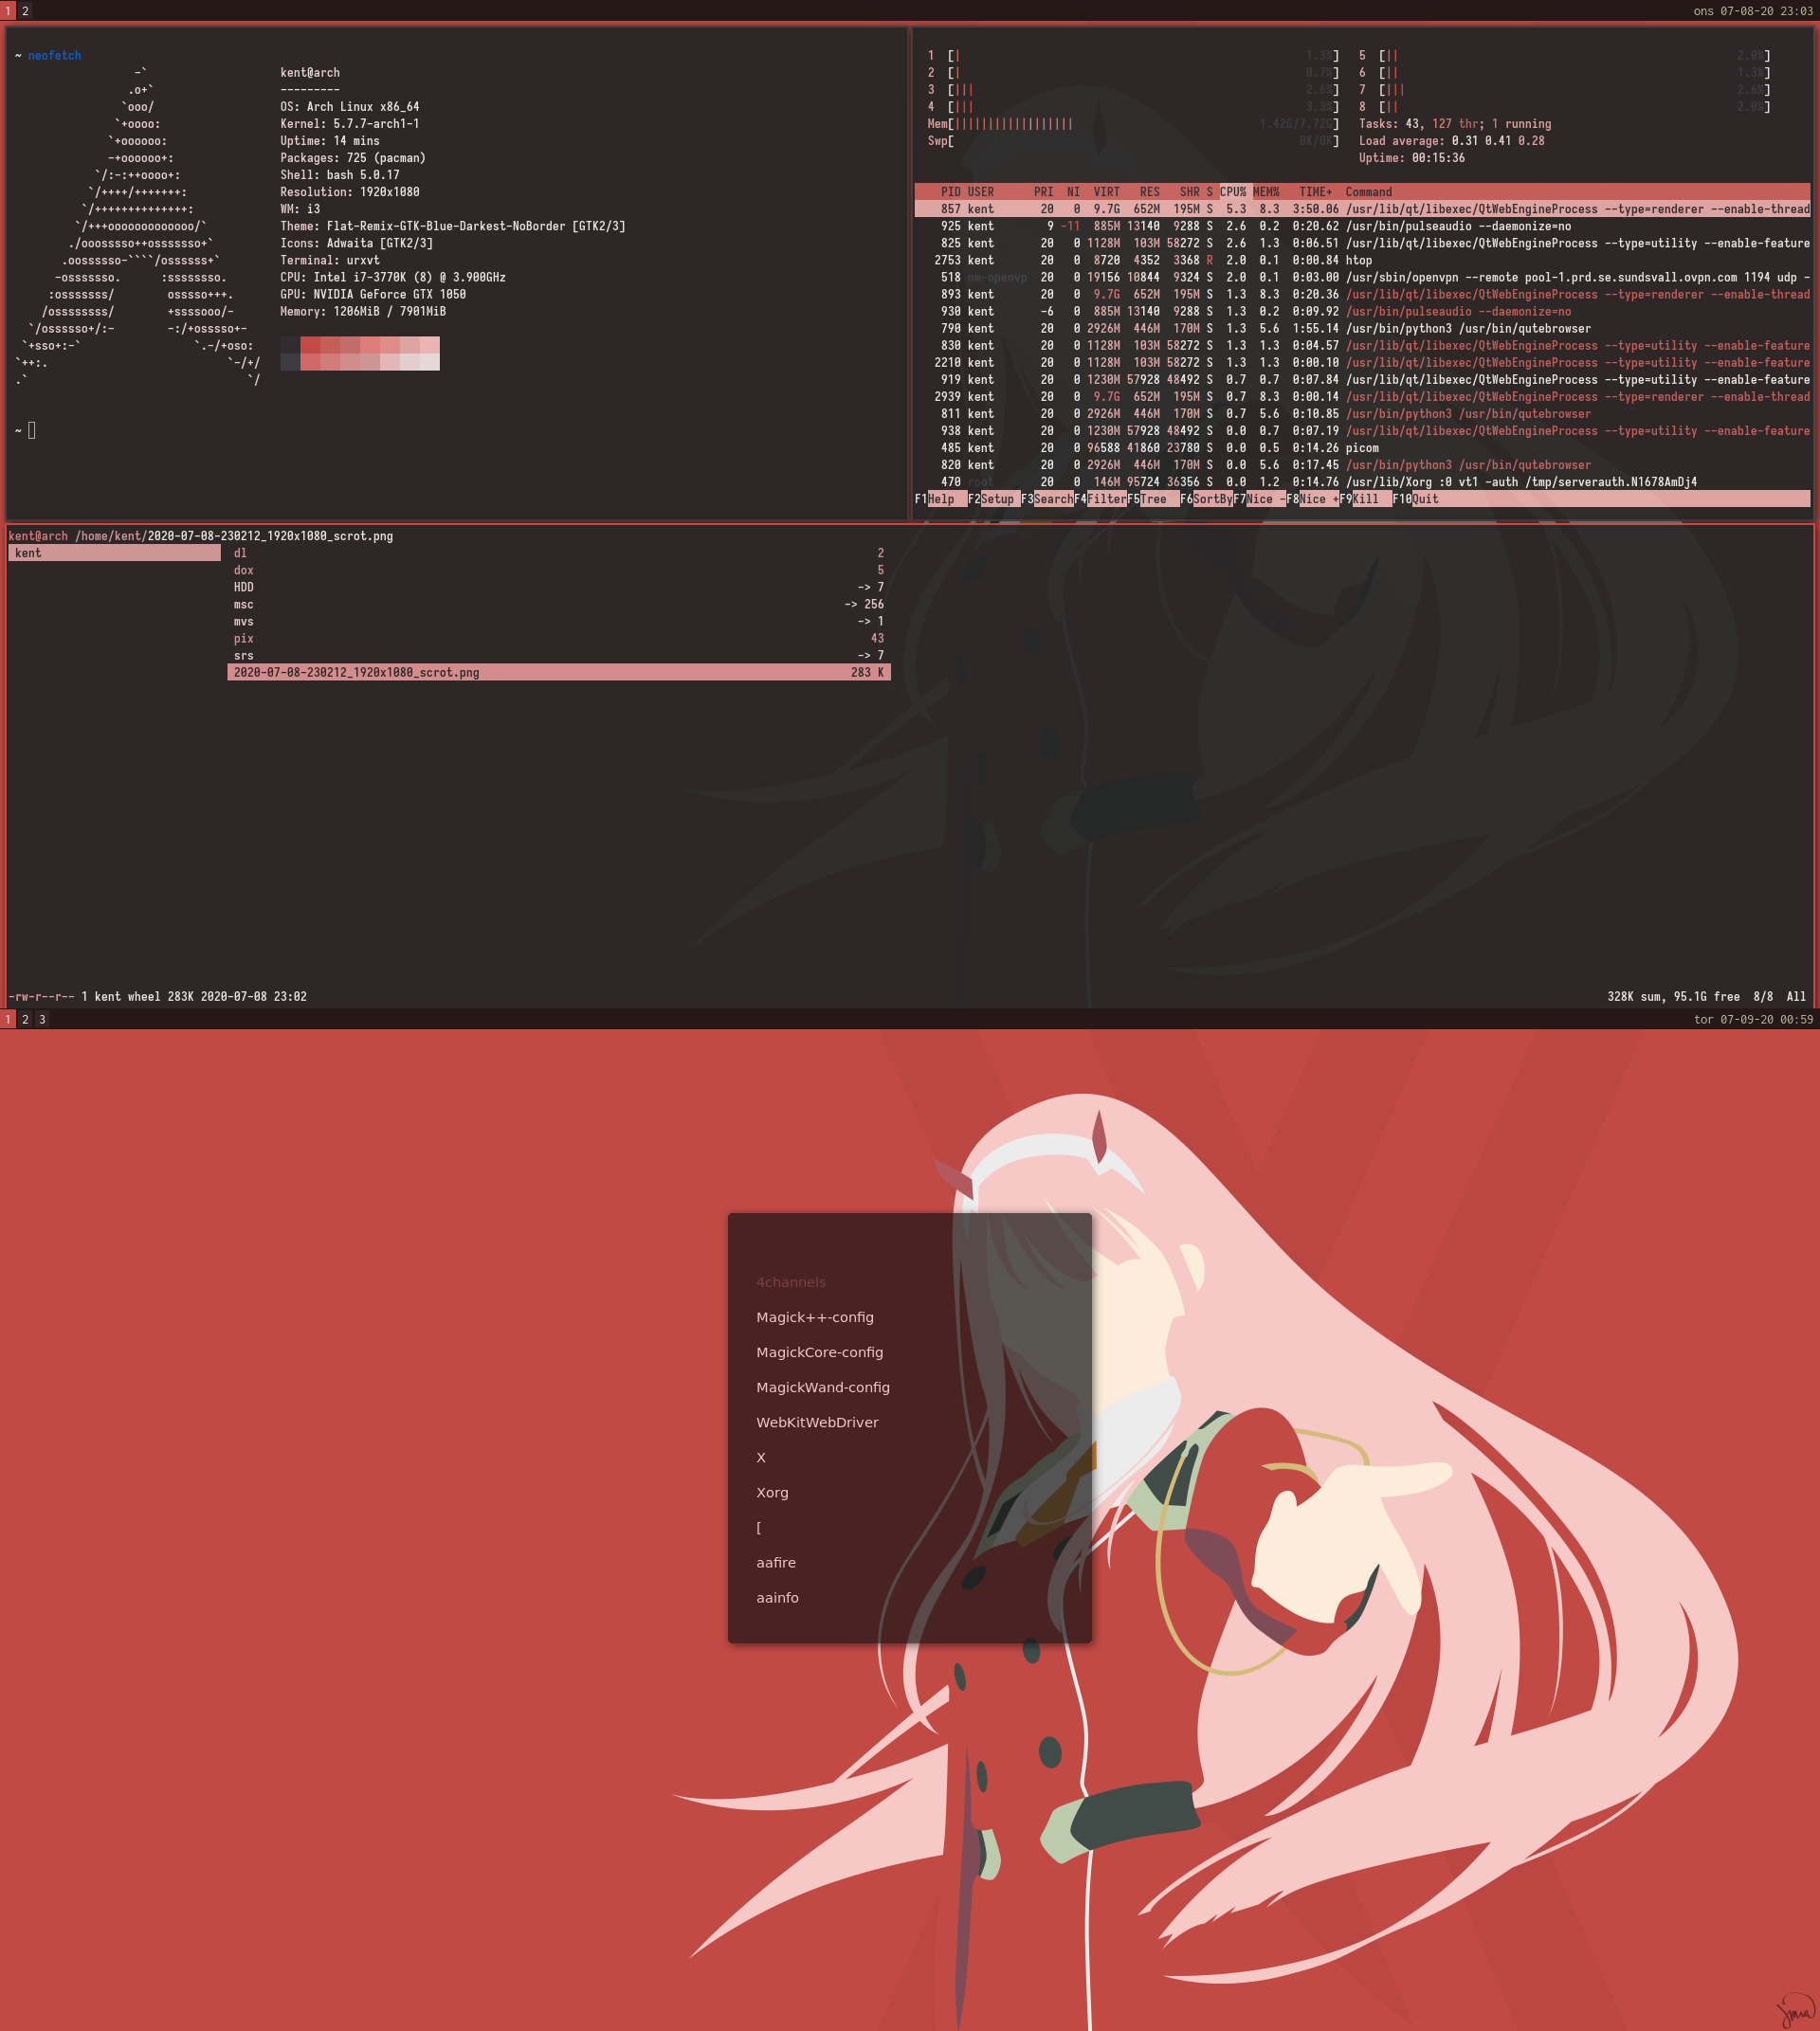 1 2 ons 07-08-20 23:03
~ neofetch
-`
.o+`
`ooo/
`+oooo:
`+oooooo:
-+oooooo+:
`/:-:++oooo+:
`/++++/+++++++:
`/++++++++++++++:
`/+++ooooooooooooo/`
./ooosssso++osssssso+`
.oossssso-````/ossssss+`
-osssssso. :ssssssso.
:osssssss/ osssso+++.
/ossssssss/ +ssssooo/-
`/ossssso+/:- -:/+osssso+-
`+sso+:-` `.-/+oso:
`++:. `-/+/
.` `/
kent@arch
---------
OS: Arch Linux x86_64
Kernel: 5.7.7-arch1-1
Uptime: 14 mins
Packages: 725 (pacman)
Shell: bash 5.0.17
Resolution: 1920x1080
WM: i3
Theme: Flat-Remix-GTK-Blue-Darkest-NoBorder [GTK2/3]
Icons: Adwaita [GTK2/3]
Terminal: urxvt
CPU: Intel i7-3770K (8) @ 3.900GHz
GPU: NVIDIA GeForce GTX 1050
Memory: 1206MiB / 7901MiB
~
1 [| 1.3%] 5 [|| 2.0%]
2 [| 0.7%] 6 [|| 1.3%]
3 [||| 2.6%] 7 [||| 2.6%]
4 [||| 3.3%] 8 [|| 2.0%]
Mem[|||||||||||||||||| 1.42G/7.72G] Tasks: 43, 127 thr; 1 running
Swp[ 0K/0K] Load average: 0.31 0.41 0.28
Uptime: 00:15:36
PID USER PRI NI VIRT RES SHR S CPU% MEM% TIME+ Command
857 kent 20 0 9.7G 652M 195M S 5.3 8.3 3:50.06 /usr/lib/qt/libexec/QtWebEngineProcess --type=renderer --enable-thread
925 kent 9 -11 885M 13140 9288 S 2.6 0.2 0:20.62 /usr/bin/pulseaudio --daemonize=no
825 kent 20 0 1128M 103M 58272 S 2.6 1.3 0:06.51 /usr/lib/qt/libexec/QtWebEngineProcess --type=utility --enable-feature
2753 kent 20 0 8720 4352 3368 R 2.0 0.1 0:00.84 htop
518 nm-openvp 20 0 19156 10844 9324 S 2.0 0.1 0:03.00 /usr/sbin/openvpn --remote pool-1.prd.se.sundsvall.ovpn.com 1194 udp -
893 kent 20 0 9.7G 652M 195M S 1.3 8.3 0:20.36 /usr/lib/qt/libexec/QtWebEngineProcess --type=renderer --enable-thread
930 kent -6 0 885M 13140 9288 S 1.3 0.2 0:09.92 /usr/bin/pulseaudio --daemonize=no
790 kent 20 0 2926M 446M 170M S 1.3 5.6 1:55.14 /usr/bin/python3 /usr/bin/qutebrowser
830 kent 20 0 1128M 103M 58272 S 1.3 1.3 0:04.57 /usr/lib/qt/libexec/QtWebEngineProcess --type=utility --enable-feature
2210 kent 20 0 1128M 103M 58272 S 1.3 1.3 0:00.10 /usr/lib/qt/libexec/QtWebEngineProcess --type=utility --enable-feature
919 kent 20 0 1230M 57928 48492 S 0.7 0.7 0:07.84 /usr/lib/qt/libexec/QtWebEngineProcess --type=utility --enable-feature
2939 kent 20 0 9.7G 652M 195M S 0.7 8.3 0:00.14 /usr/lib/qt/libexec/QtWebEngineProcess --type=renderer --enable-thread
811 kent 20 0 2926M 446M 170M S 0.7 5.6 0:10.85 /usr/bin/python3 /usr/bin/qutebrowser
938 kent 20 0 1230M 57928 48492 S 0.0 0.7 0:07.19 /usr/lib/qt/libexec/QtWebEngineProcess --type=utility --enable-feature
485 kent 20 0 96588 41860 23780 S 0.0 0.5 0:14.26 picom
820 kent 20 0 2926M 446M 170M S 0.0 5.6 0:17.45 /usr/bin/python3 /usr/bin/qutebrowser
470 root 20 0 146M 95724 36356 S 0.0 1.2 0:14.76 /usr/lib/Xorg :0 vt1 -auth /tmp/serverauth.N1678AmDj4
F1Help F2Setup F3SearchF4FilterF5Tree F6SortByF7Nice -F8Nice +F9Kill F10Quit
kent@arch /home/kent/2020-07-08-230212_1920x1080_scrot.png
kent dl 2
dox 5
HDD -> 7
msc -> 256
mvs -> 1
pix 43
srs -> 7
2020-07-08-230212_1920x1080_scrot.png 283 K
-rw-r--r-- 1 kent wheel 283K 2020-07-08 23:02 328K sum, 95.1G free 8/8 All
1 2 3 tor 07-09-20 00:59
4channels
Magick++-config
MagickCore-config
MagickWand-config
WebKitWebDriver
X
Xorg
[
aafire
aainfo